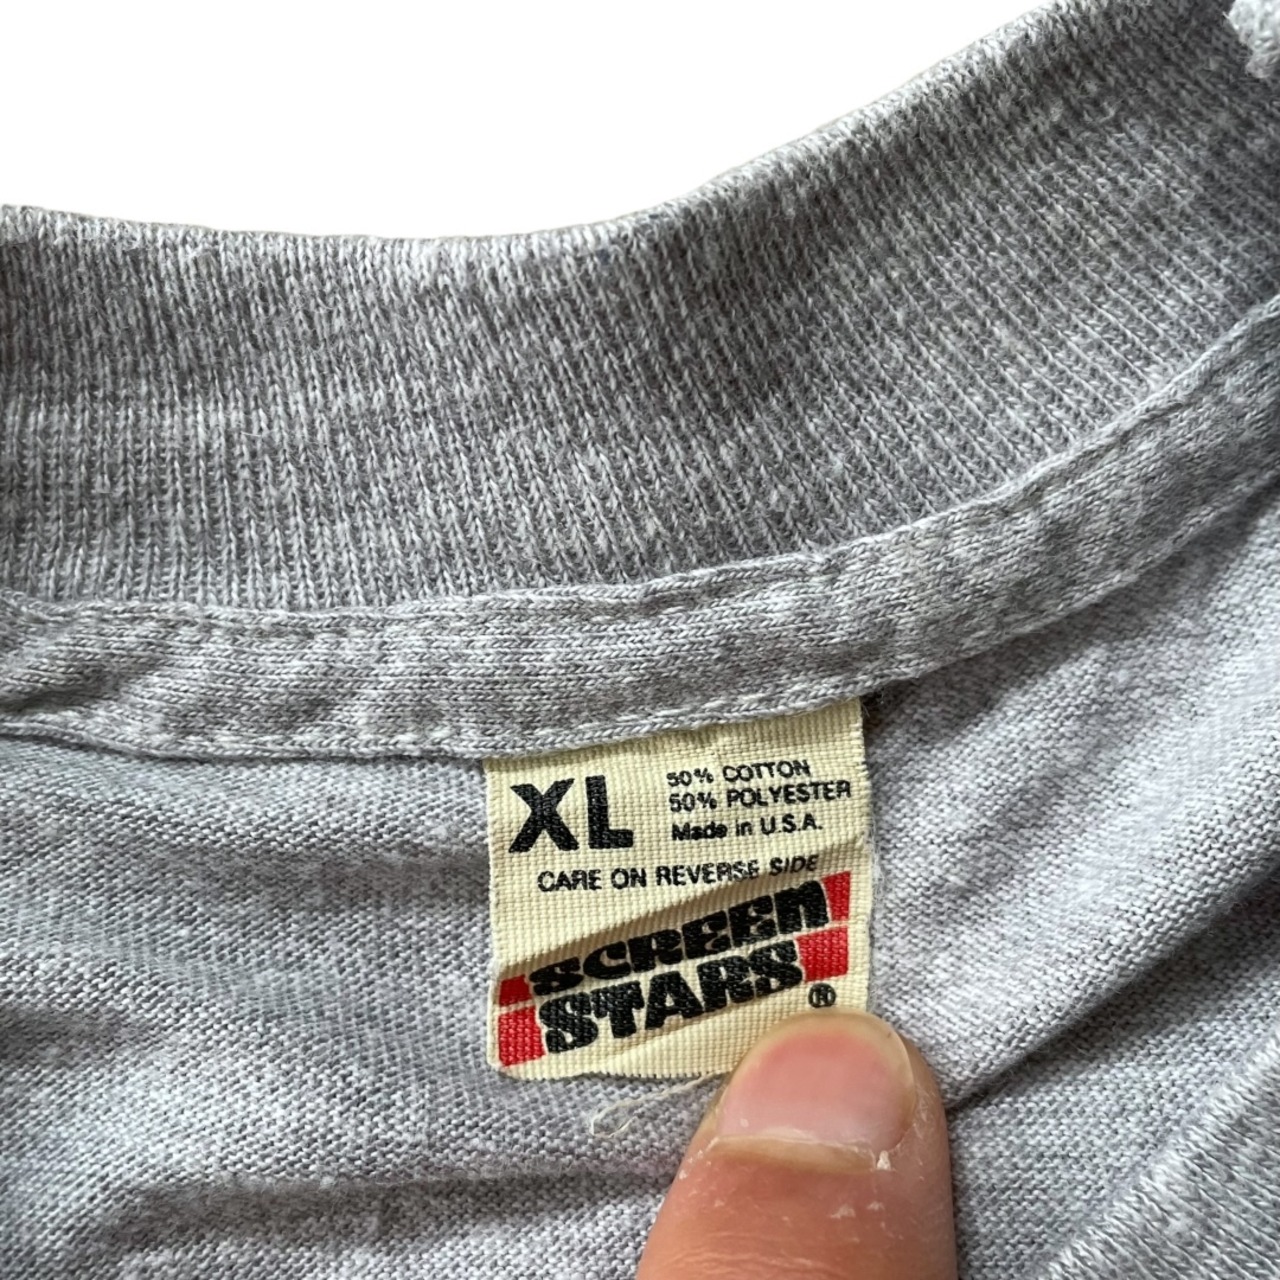 XL
50% COTTON
50% POLYESTER
Made in U.S.A.
CARE ON REVERSE SIDE
SCREEN
STARS
®